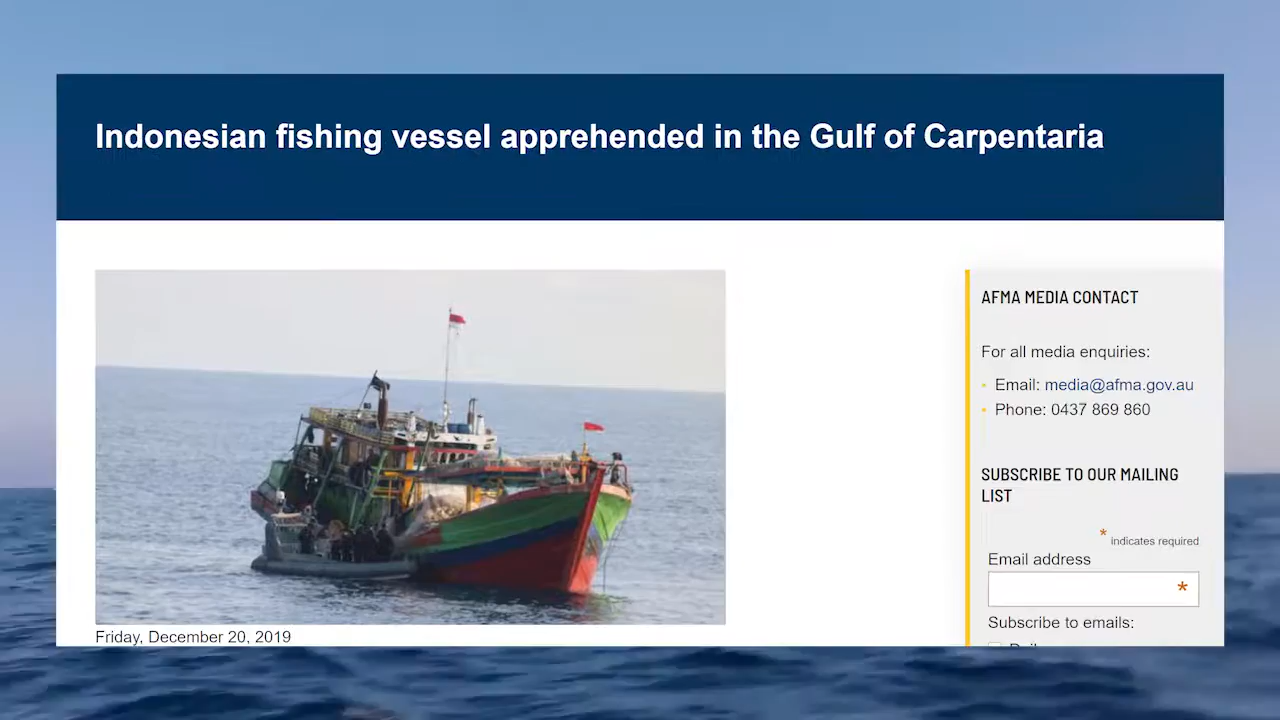 Indonesian fishing vessel apprehended in the Gulf of Carpentaria
Friday, December 20, 2019
AFMA MEDIA CONTACT
For all media enquiries:
Email: media@afma.gov.au
Phone: 0437 869 860
SUBSCRIBE TO OUR MAILING
LIST
* indicates required
Email address
*
Subscribe to emails: